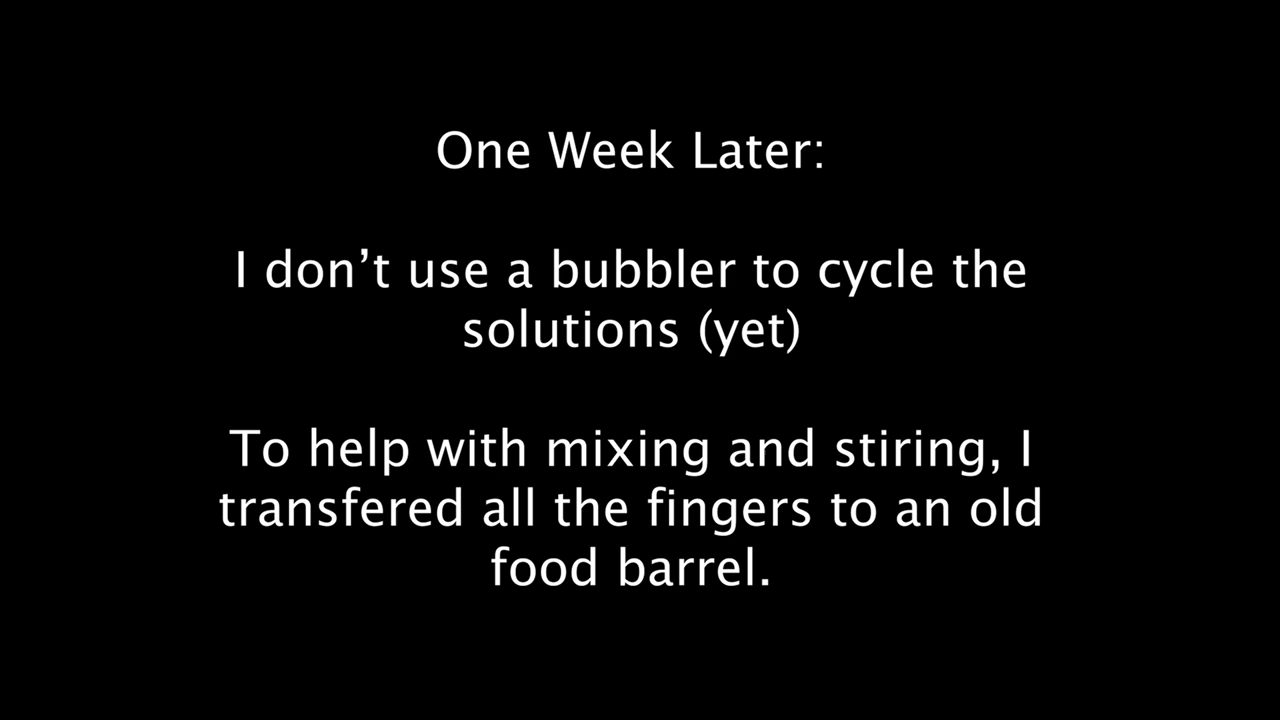 One Week Later:
I don’t use a bubbler to cycle the
solutions (yet)
To help with mixing and stiring, I
transfered all the fingers to an old
food barrel.